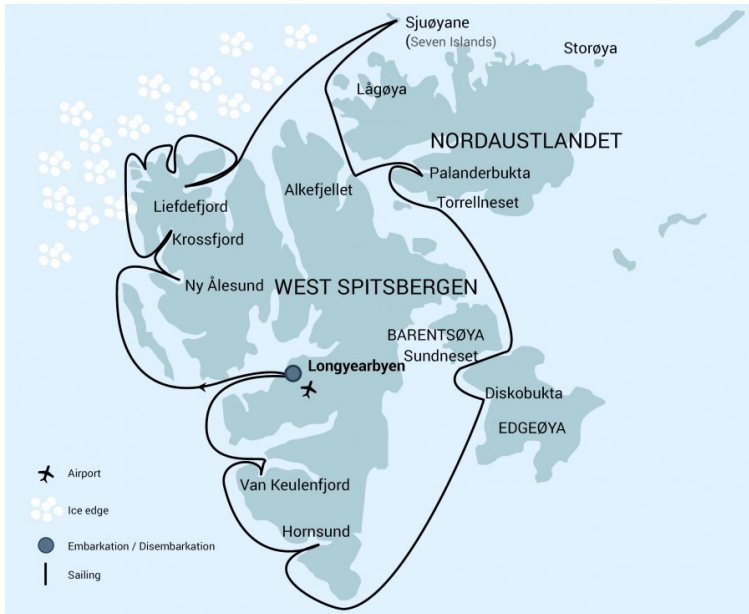 Sjuøyane
(Seven Islands)
Storøya
Lågøya
NORDAUSTLANDET
Palanderbukta
Alkefjellet
Torrellneset
Liefdefjord
Krossfjord
Ny Ålesund
WEST SPITSBERGEN
BARENTSØYA
Sundneset
Longyearbyen
Diskobukta
EDGEØYA
Van Keulenfjord
Hornsund
Airport
Ice edge
Embarkation / Disembarkation
Sailing